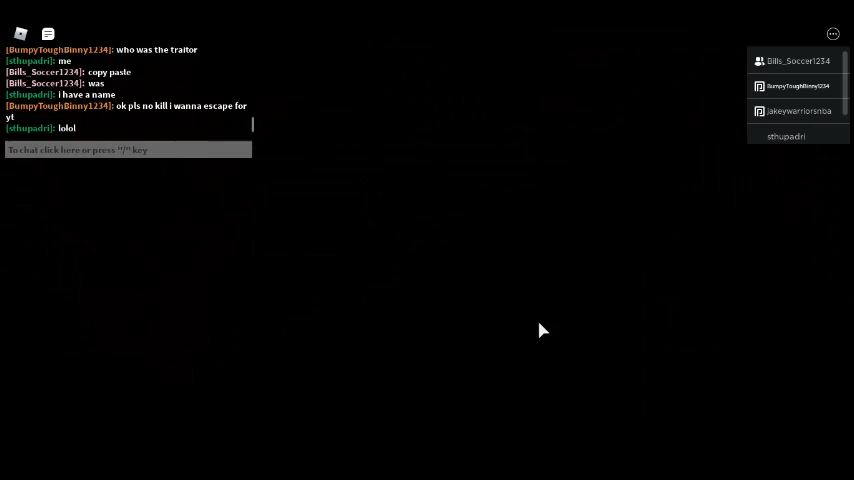 [BumpyToughBinny1234]: who was the traitor
[sthupadri]: me
[Bills_Soccer1234]: copy paste
[Bills_Soccer1234]: was
[sthupadri]: i have a name
[BumpyToughBinny1234]: ok pls no kill i wanna escape for
yt
[sthupadri]: lolol
To chat click here or press "/" key
Bills_Soccer1234
BumpyToughBinny1234
jakeywarriorsnba
sthupadri